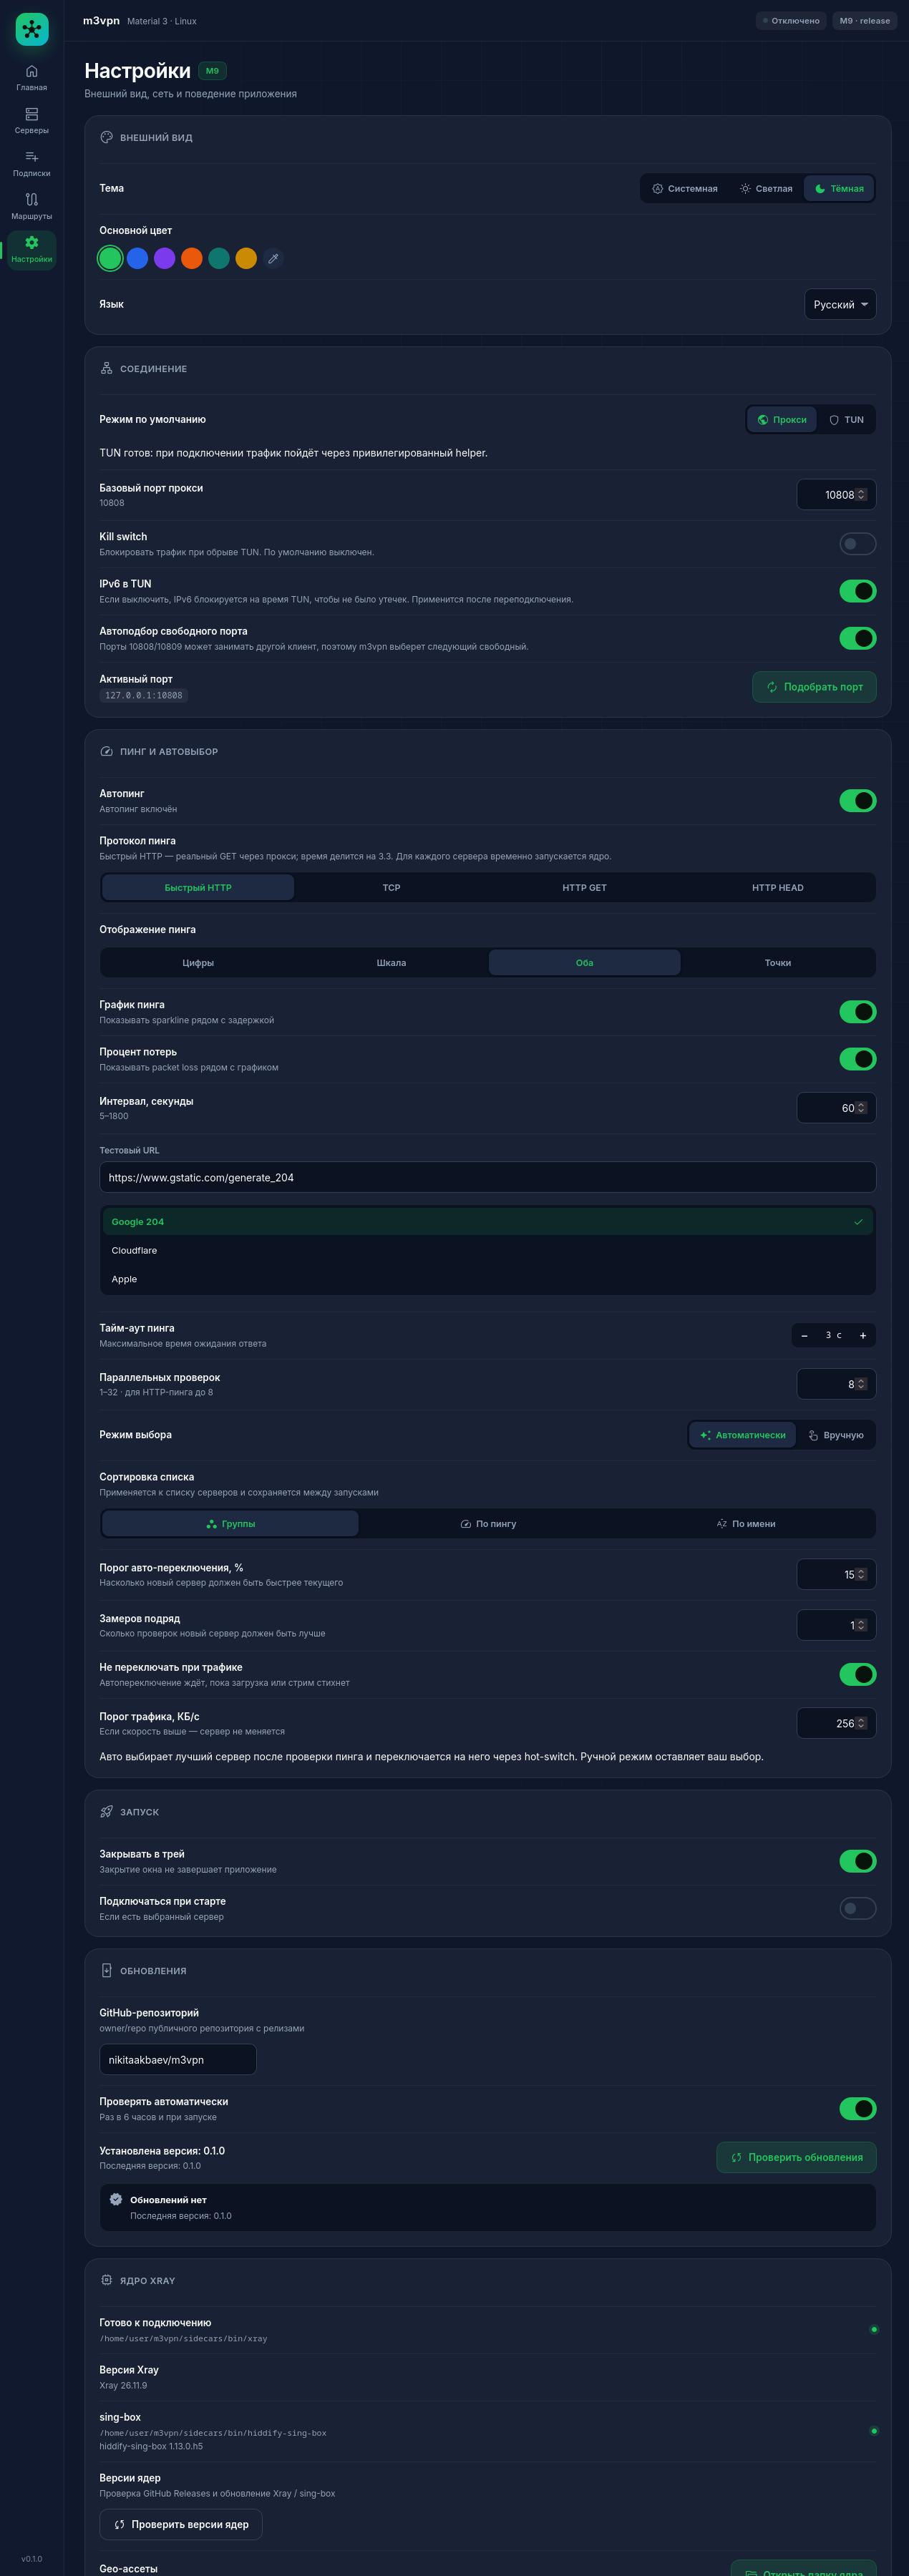 m3vpn Material 3 · Linux
Отключено
M9 · release
Главная
Серверы
Подписки
Маршруты
Настройки
v0.1.0
Настройки M9
Внешний вид, сеть и поведение приложения
ВНЕШНИЙ ВИД
Тема
Системная Светлая Тёмная
Основной цвет
Язык
Русский
СОЕДИНЕНИЕ
Режим по умолчанию
Прокси TUN
TUN готов: при подключении трафик пойдёт через привилегированный helper.
Базовый порт прокси
10808
10808
Kill switch
Блокировать трафик при обрыве TUN. По умолчанию выключен.
IPv6 в TUN
Если выключить, IPv6 блокируется на время TUN, чтобы не было утечек. Применится после переподключения.
Автоподбор свободного порта
Порты 10808/10809 может занимать другой клиент, поэтому m3vpn выберет следующий свободный.
Активный порт
127.0.0.1:10808
Подобрать порт
ПИНГ И АВТОВЫБОР
Автопинг
Автопинг включён
Протокол пинга
Быстрый HTTP — реальный GET через прокси; время делится на 3.3. Для каждого сервера временно запускается ядро.
Быстрый HTTP TCP HTTP GET HTTP HEAD
Отображение пинга
Цифры Шкала Оба Точки
График пинга
Показывать sparkline рядом с задержкой
Процент потерь
Показывать packet loss рядом с графиком
Интервал, секунды
5–1800
60
Тестовый URL
https://www.gstatic.com/generate_204
Google 204
Cloudflare
Apple
Тайм-аут пинга
Максимальное время ожидания ответа
− 3 с +
Параллельных проверок
1–32 · для HTTP-пинга до 8
8
Режим выбора
Автоматически Вручную
Сортировка списка
Применяется к списку серверов и сохраняется между запусками
Группы По пингу По имени
Порог авто-переключения, %
Насколько новый сервер должен быть быстрее текущего
15
Замеров подряд
Сколько проверок новый сервер должен быть лучше
1
Не переключать при трафике
Автопереключение ждёт, пока загрузка или стрим стихнет
Порог трафика, КБ/с
Если скорость выше — сервер не меняется
256
Авто выбирает лучший сервер после проверки пинга и переключается на него через hot-switch. Ручной режим оставляет ваш выбор.
ЗАПУСК
Закрывать в трей
Закрытие окна не завершает приложение
Подключаться при старте
Если есть выбранный сервер
ОБНОВЛЕНИЯ
GitHub-репозиторий
owner/repo публичного репозитория с релизами
nikitaakbaev/m3vpn
Проверять автоматически
Раз в 6 часов и при запуске
Установлена версия: 0.1.0
Последняя версия: 0.1.0
Проверить обновления
Обновлений нет
Последняя версия: 0.1.0
ЯДРО XRAY
Готово к подключению
/home/user/m3vpn/sidecars/bin/xray
Версия Xray
Xray 26.11.9
sing-box
/home/user/m3vpn/sidecars/bin/hiddify-sing-box
hiddify-sing-box 1.13.0.h5
Версии ядер
Проверка GitHub Releases и обновление Xray / sing-box
Проверить версии ядер
Geo-ассеты
Открыть папку ядра